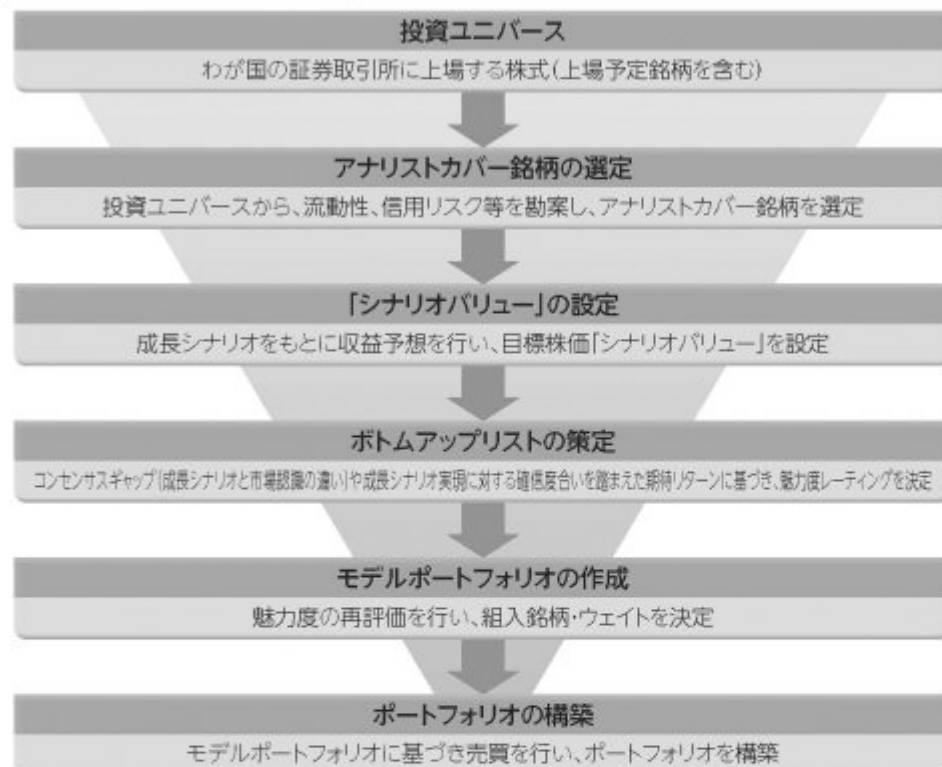 投資ユニバース
わが国の証券取引所に上場する株式(上場予定銘柄を含む)
アナリストカバー銘柄の選定
投資ユニバースから、流動性、信用リスク等を勘案し、アナリストカバー銘柄を選定
「シナリオバリュー」の設定
成長シナリオをもとに収益予想を行い、目標株価「シナリオバリュー」を設定
ボトムアップリストの策定
コンセンサスギャップ(成長シナリオと市場認識の違い)や成長シナリオ実現に対する確信度合いを踏まえた期待リターンに基づき、魅力度レーティングを決定
モデルポートフォリオの作成
魅力度の再評価を行い、組入銘柄・ウェイトを決定
ポートフォリオの構築
モデルポートフォリオに基づき売買を行い、ポートフォリオを構築